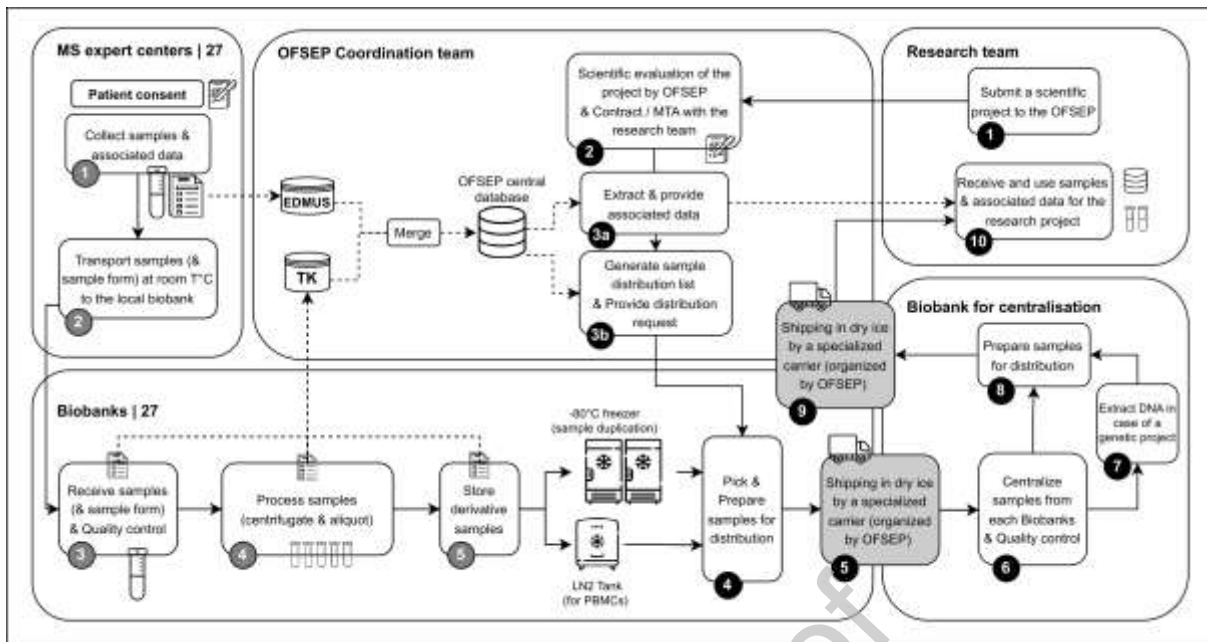 MS expert centers | 27
Patient consent
Collect samples &
associated data
1
Transport samples (&
sample form) at room T°C
to the local biobank
2
OFSEP Coordination team
EDMUS
TK
Merge
OFSEP central
database
Scientific evaluation of the
project by OFSEP
& Contract / MTA with the
research team
2
Extract & provide
associated data
3a
Generate sample
distribution list
& Provide distribution
request
3b
Research team
Submit a scientific
project to the OFSEP
1
Receive and use samples
& associated data for the
research project
10
Biobanks | 27
Receive samples
(& sample form)
& Quality control
3
Process samples
(centrifugate & aliquot)
4
Store
derivative
samples
5
-80°C freezer
(sample duplication)
LN2 Tank
(for PBMCs)
Pick &
Prepare
samples for
distribution
4
Shipping in dry ice
by a specialized
carrier (organized
by OFSEP)
5
Biobank for centralisation
Centralize
samples from
each Biobanks
& Quality control
6
Extract DNA in
case of a
genetic project
7
Prepare samples
for distribution
8
Shipping in dry ice
by a specialized
carrier (organized
by OFSEP)
9